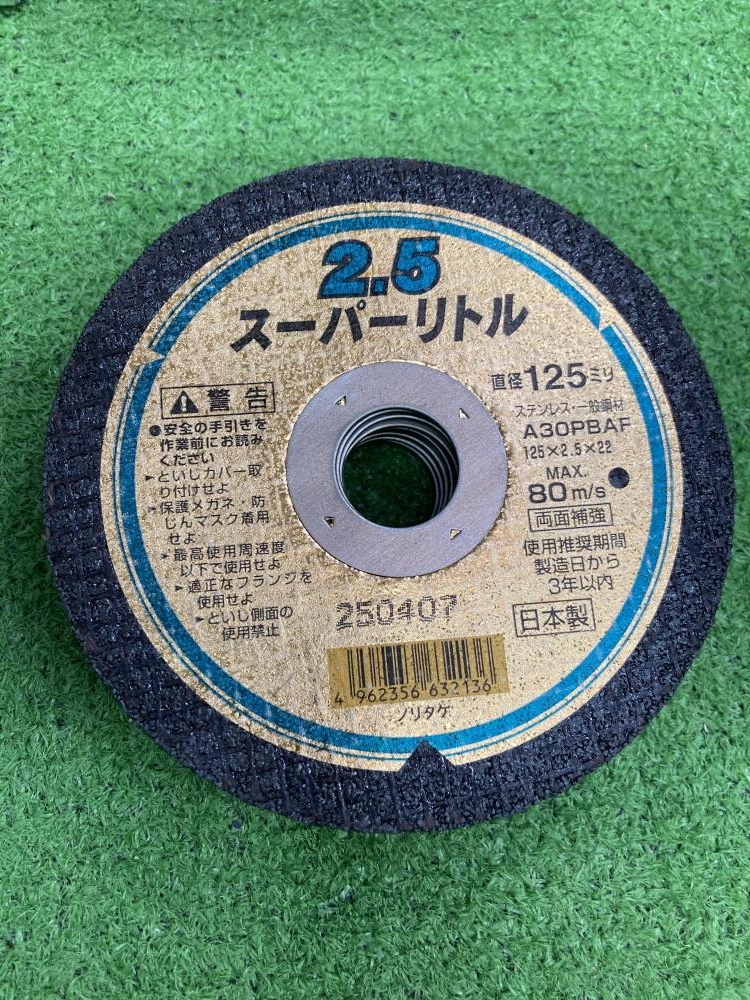 2.5
スーパーリトル
警告
●安全の手引きを
作業前にお読み
ください
▶といしカバー取
り付けせよ
▶保護メガネ・防
じんマスク着用
せよ
▶最高使用周速度
以下で使用せよ
▶適正なフランジを
使用せよ
▶といし側面の
使用禁止
直径125ミリ
ステンレス・一般鋼材
A30PBAF
125×2.5×22
MAX.
80m/s
両面補強
使用推奨期間
製造日から
3年以内
日本製
250407
4 962356 632136
ノリタケ